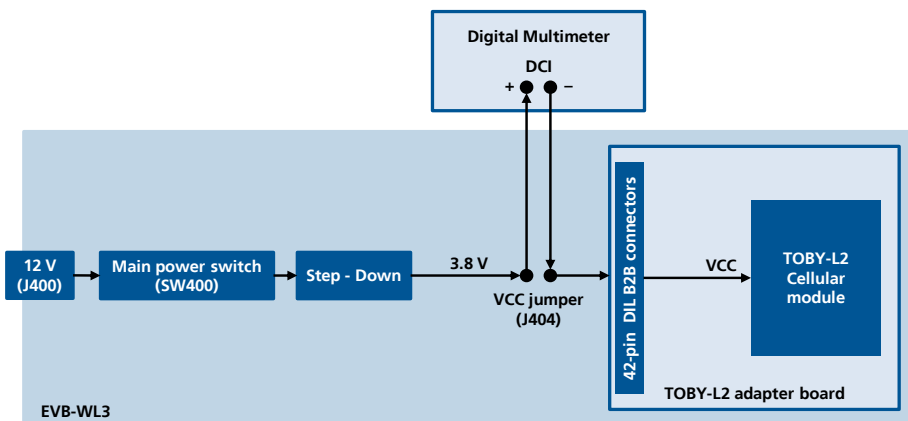 Digital Multimeter
DCI
+ –
12 V
(J400)
Main power switch
(SW400)
Step - Down
3.8 V
VCC jumper
(J404)
42-pin DIL B2B connectors
VCC
TOBY-L2
Cellular
module
TOBY-L2 adapter board
EVB-WL3